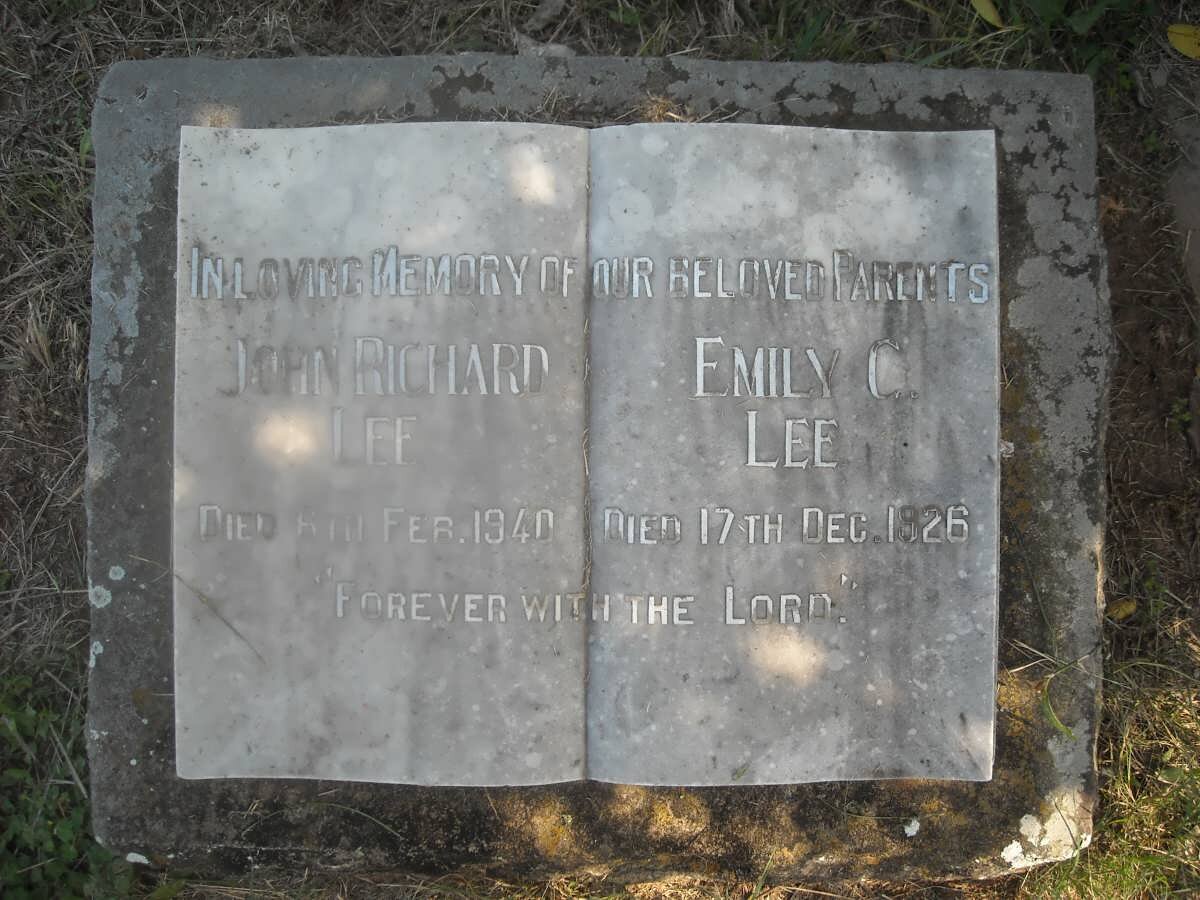 In Loving Memory of our beloved Parents
John Richard Lee
Died Feb. 1940
Emily C. Lee
Died 17th Dec. 1926
"Forever with the Lord."